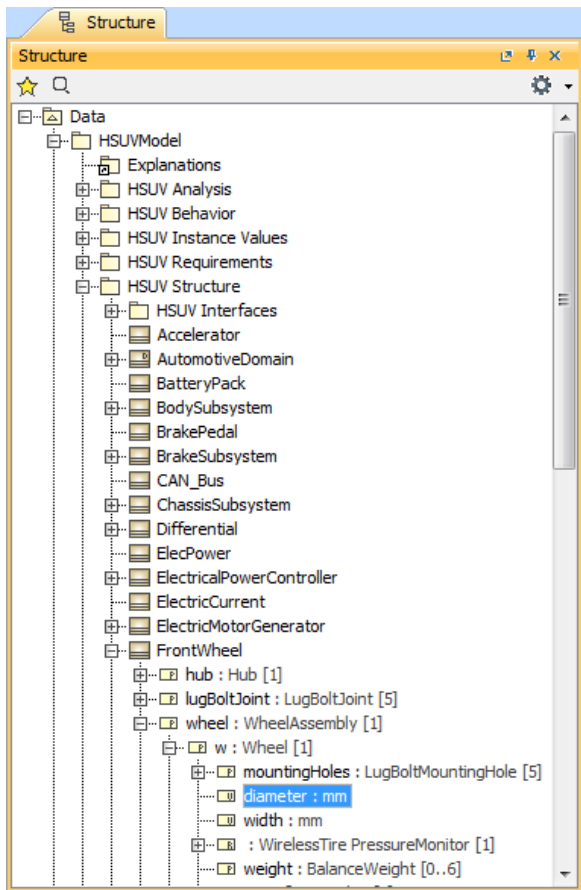 Structure
Structure
Data
HSUVModel
Explanations
HSUV Analysis
HSUV Behavior
HSUV Instance Values
HSUV Requirements
HSUV Structure
HSUV Interfaces
Accelerator
AutomotiveDomain
BatteryPack
BodySubsystem
BrakePedal
BrakeSubsystem
CAN_Bus
ChassisSubsystem
Differential
ElecPower
ElectricalPowerController
ElectricCurrent
ElectricMotorGenerator
FrontWheel
hub : Hub [1]
lugBoltJoint : LugBoltJoint [5]
wheel : WheelAssembly [1]
w : Wheel [1]
mountingHoles : LugBoltMountingHole [5]
diameter : mm
width : mm
: WirelessTire PressureMonitor [1]
weight : BalanceWeight [0..6]